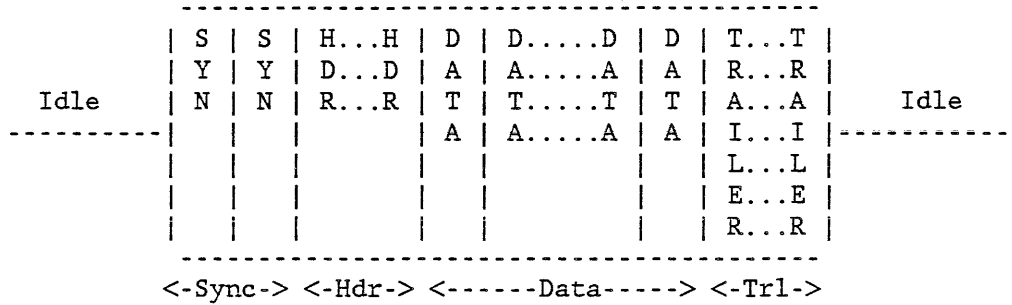 -----------------------------------------
| S | S | H...H | D | D.....D | D | T...T |
| Y | Y | D...D | A | A.....A | A | R...R |
Idle | N | N | R...R | T | T.....T | T | A...A | Idle
----------| | | | A | A.....A | A | I...I |-----------
| | | | | | | L...L |
| | | | | | | E...E |
| | | | | | | R...R |
-----------------------------------------
<-Sync-> <-Hdr-> <------Data-----> <-Trl->